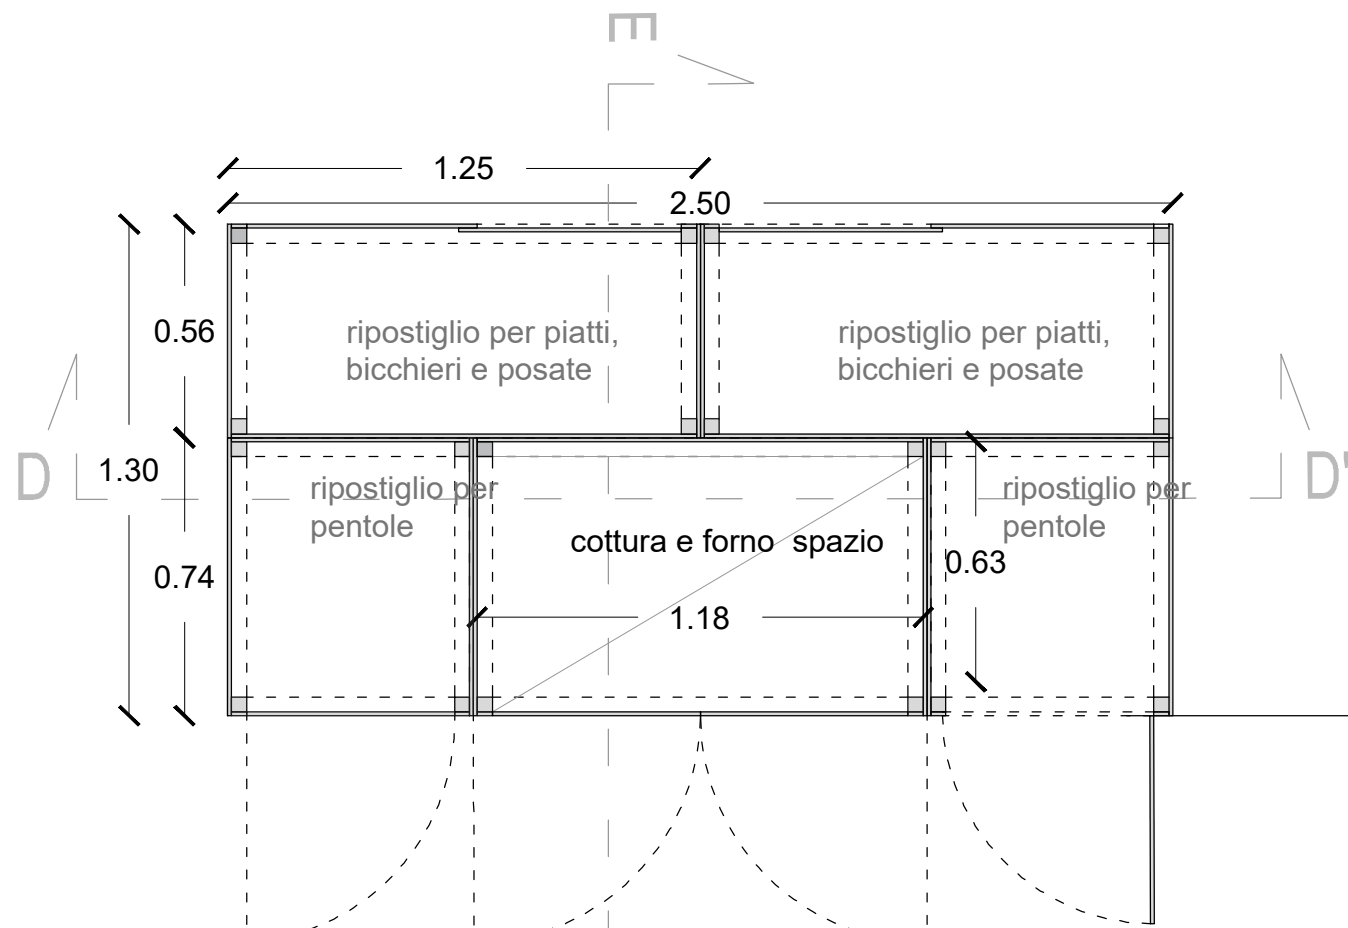 E
1.25
2.50
0.56
ripostiglio per piatti,
bicchieri e posate
ripostiglio per piatti,
bicchieri e posate
D
1.30
ripostiglio per
pentole
ripostiglio per
pentole
D'
cottura e forno spazio
0.63
0.74
1.18